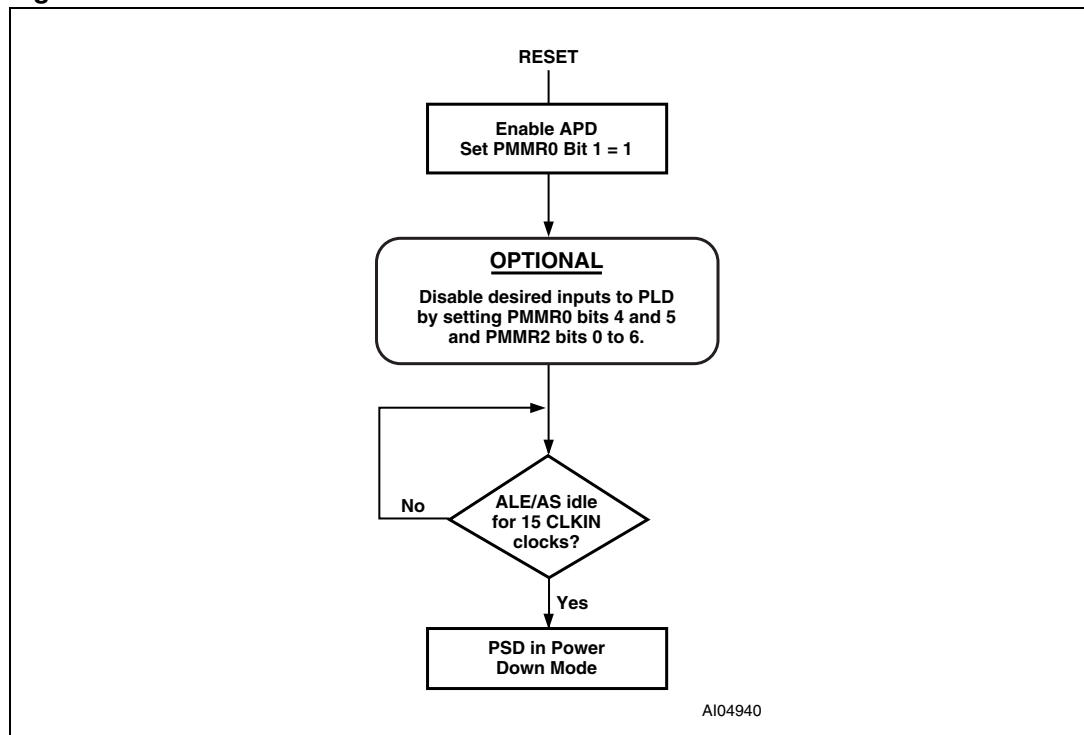 RESET
Enable APD
Set PMMR0 Bit 1 = 1
OPTIONAL
Disable desired inputs to PLD
by setting PMMR0 bits 4 and 5
and PMMR2 bits 0 to 6.
No
ALE/AS idle
for 15 CLKIN
clocks?
Yes
PSD in Power
Down Mode
AI04940